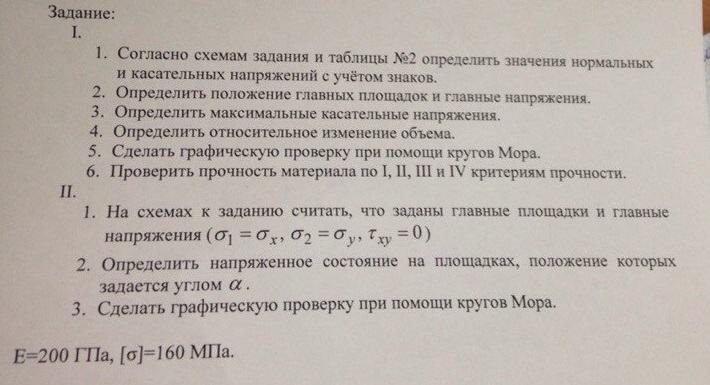 Задание:
I.
1. Согласно схемам задания и таблицы №2 определить значения нормальных
и касательных напряжений с учётом знаков.
2. Определить положение главных площадок и главные напряжения.
3. Определить максимальные касательные напряжения.
4. Определить относительное изменение объема.
5. Сделать графическую проверку при помощи кругов Мора.
6. Проверить прочность материала по I, II, III и IV критериям прочности.
II.
1. На схемах к заданию считать, что заданы главные площадки и главные
напряжения (σ₁ = σₓ, σ₂ = σᵧ, τₓᵧ = 0)
2. Определить напряженное состояние на площадках, положение которых
задается углом α.
3. Сделать графическую проверку при помощи кругов Мора.
E=200 ГПа, [σ]=160 МПа.